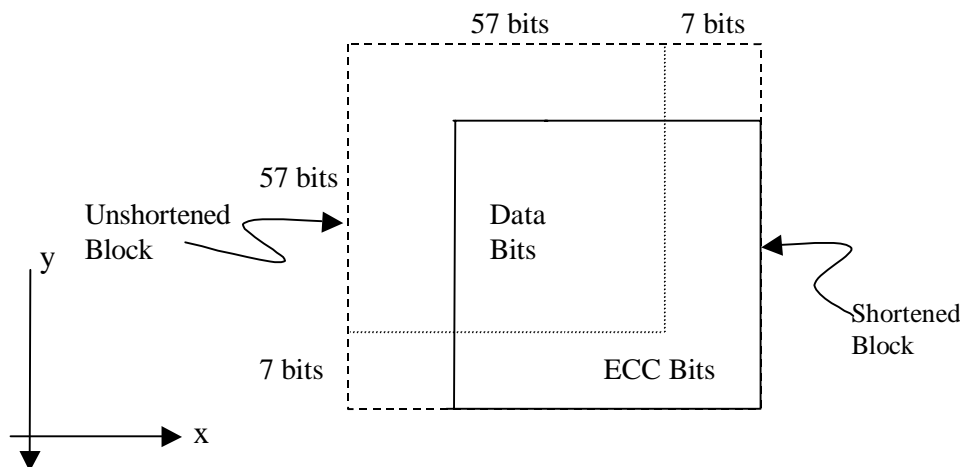 57 bits
7 bits
57 bits
Unshortened
Block
Data
Bits
y
Shortened
Block
7 bits
ECC Bits
x